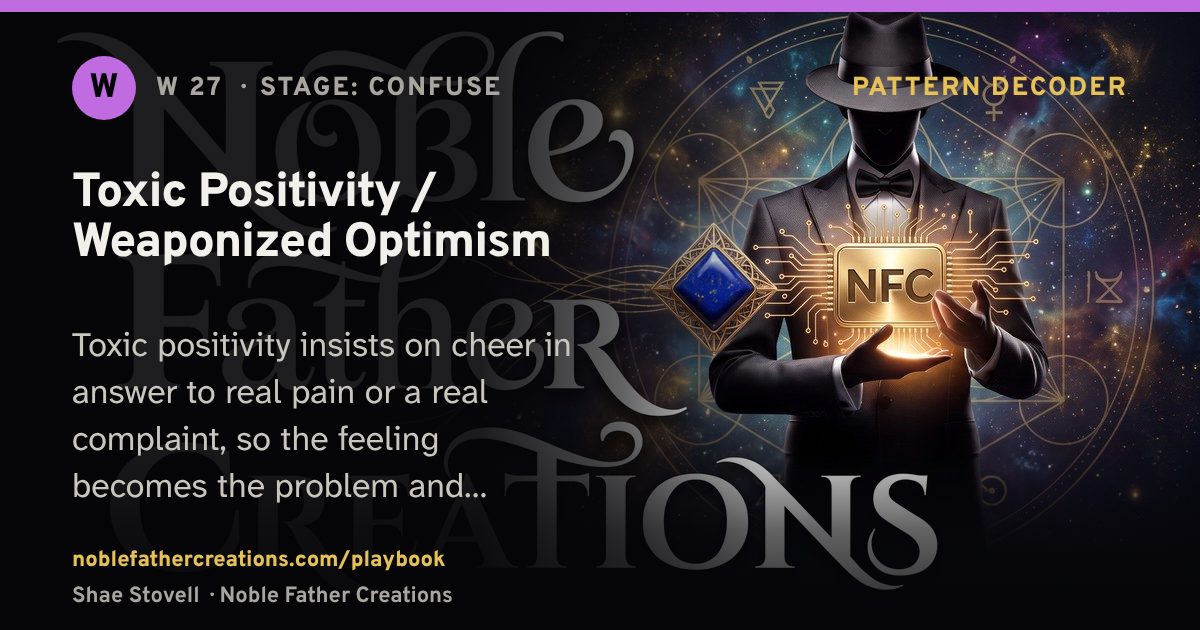 W
W 27 · STAGE: CONFUSE
PATTERN DECODER
Toxic Positivity /
Weaponized Optimism
Toxic positivity insists on cheer in
answer to real pain or a real
complaint, so the feeling
becomes the problem and...
noblefathercreations.com/playbook
Shae Stovell · Noble Father Creations
Noble
Father
Creations
NFC